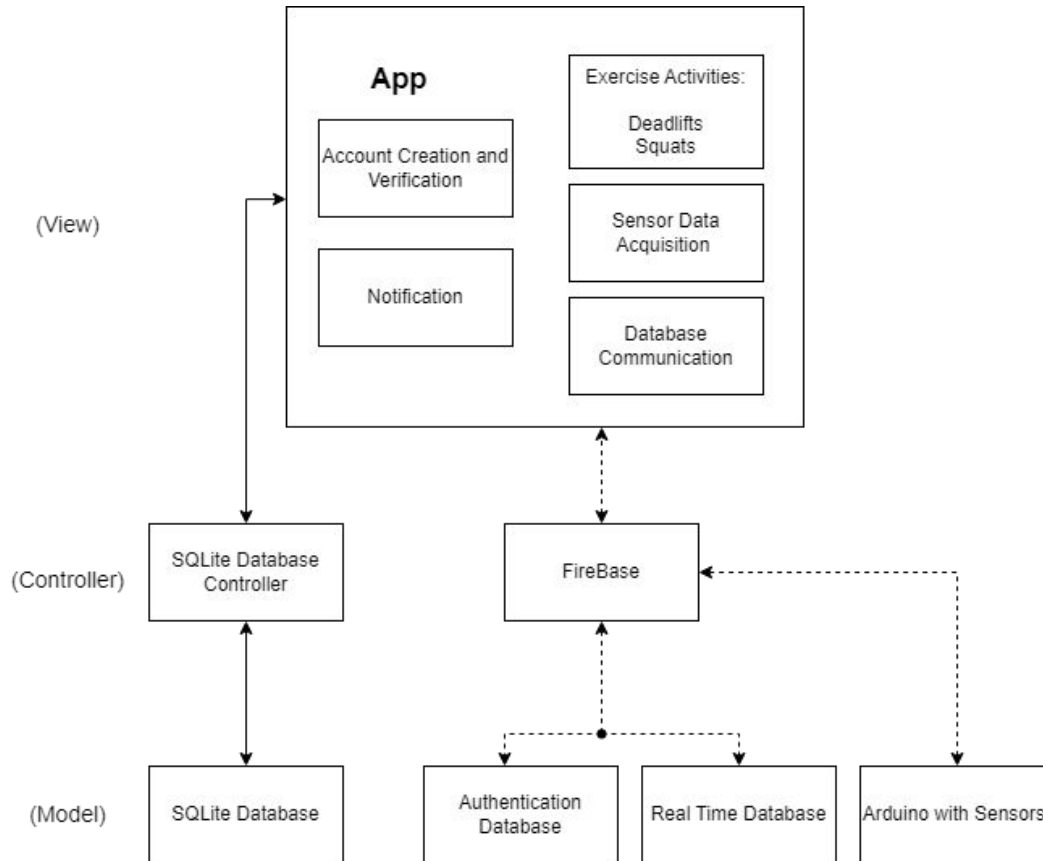 App
Exercise Activities:
Deadlifts
Squats
Account Creation and
Verification
Sensor Data
Acquisition
(View)
Notification
Database
Communication
SQLite Database
Controller
FireBase
(Controller)
SQLite Database
Authentication
Database
Real Time Database
Arduino with Sensors
(Model)